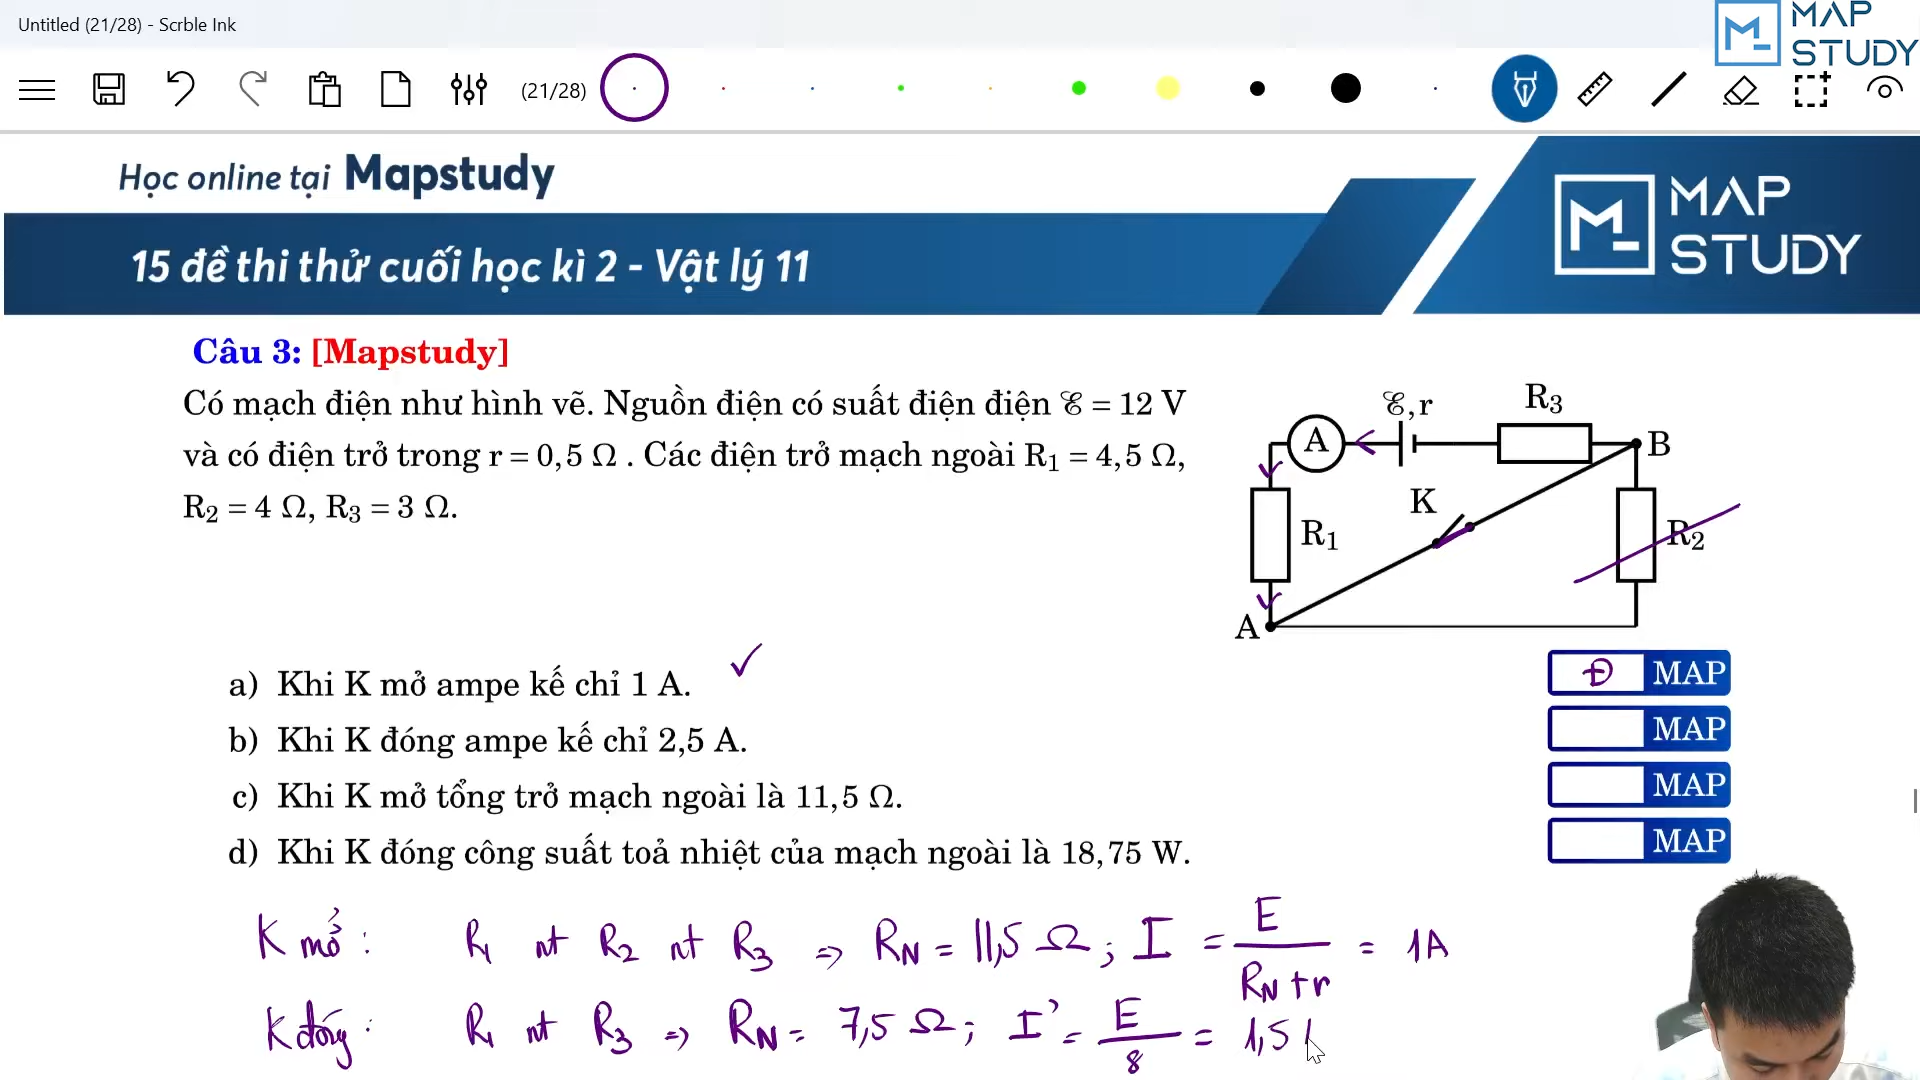 Untitled (21/28) - Scrble Ink
MAP
STUDY
(21/28)
Học online tại Mapstudy
MAP
STUDY
15 đề thi thử cuối học kì 2 - Vật lý 11
Câu 3: [Mapstudy]
Có mạch điện như hình vẽ. Nguồn điện có suất điện điện ℰ = 12 V
và có điện trở trong r = 0,5 Ω . Các điện trở mạch ngoài R₁ = 4,5 Ω,
R₂ = 4 Ω, R₃ = 3 Ω.
ℰ,r
R₃
A
B
K
R₁
R₂
A
a) Khi K mở ampe kế chỉ 1 A.
Đ MAP
b) Khi K đóng ampe kế chỉ 2,5 A.
MAP
c) Khi K mở tổng trở mạch ngoài là 11,5 Ω.
MAP
d) Khi K đóng công suất toả nhiệt của mạch ngoài là 18,75 W.
MAP
K mở : R₁ nt R₂ nt R₃ => R_N = 11,5 Ω ; I = E / (R_N + r) = 1A
K đóng : R₁ nt R₃ => R_N = 7,5 Ω ; I' = E / 8 = 1,5